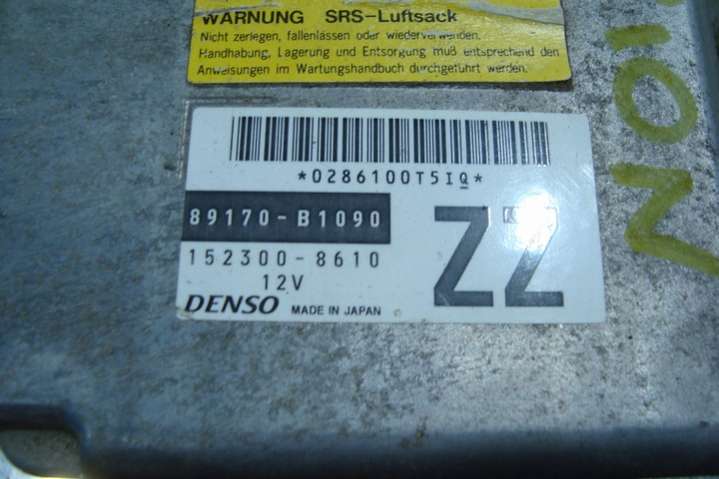 WARNUNG SRS-Luftsack
Nicht zerlegen, fallenlassen oder wiederverwenden.
Handhabung, Lagerung und Entsorgung muß entsprechend den
Anweisungen im Wartungshandbuch durchgeführt werden.
*0286100T5IQ*
89170-B1090
152300-8610
12V
ZZ
DENSO MADE IN JAPAN